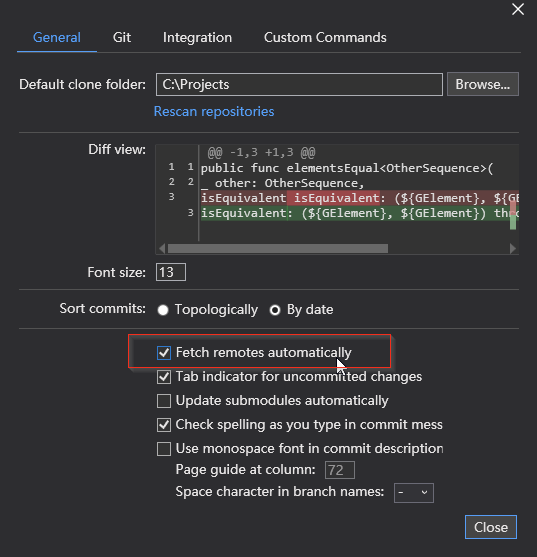 General Git Integration Custom Commands
Default clone folder: C:\Projects Browse...
Rescan repositories
Diff view:
@@ -1,3 +1,3 @@
1 1 public func elementsEqual<OtherSequence>(
2 2 _ other: OtherSequence,
3 isEquivalent isEquivalent: (${GElement}, ${GE
3 isEquivalent: (${GElement}, ${GElement})
Font size: 13
Sort commits: Topologically By date
Fetch remotes automatically
Tab indicator for uncommitted changes
Update submodules automatically
Check spelling as you type in commit mess
Use monospace font in commit description
Page guide at column: 72
Space character in branch names: -
Close